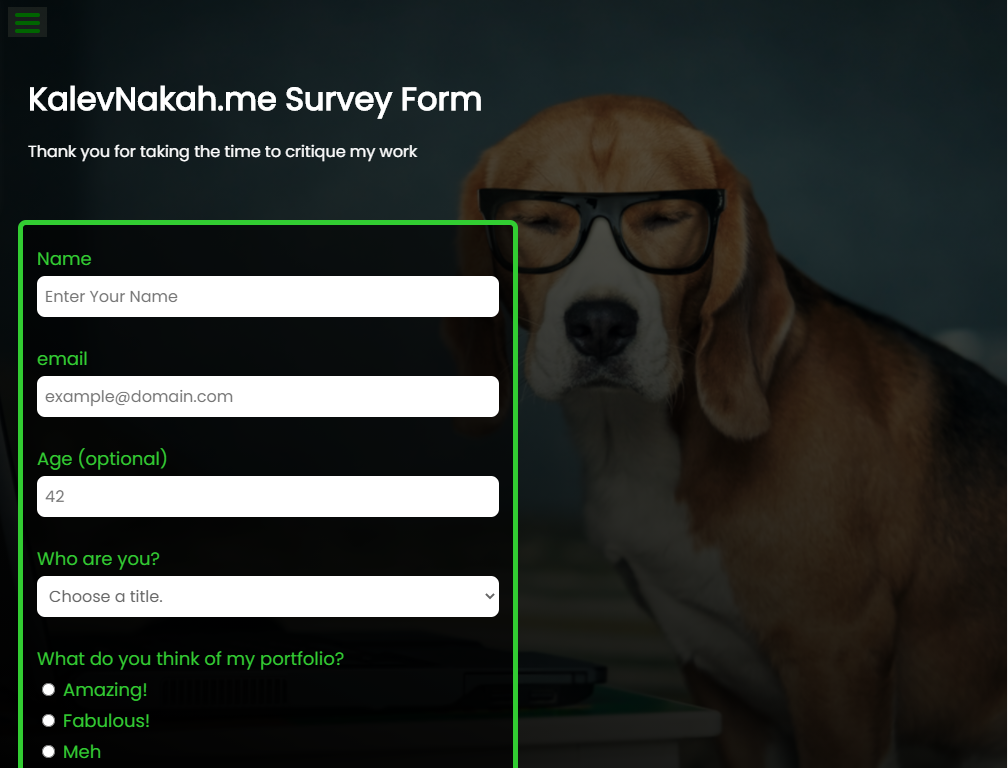 KalevNakah.me Survey Form
Thank you for taking the time to critique my work
Name
Enter Your Name
email
example@domain.com
Age (optional)
42
Who are you?
Choose a title.
What do you think of my portfolio?
Amazing!
Fabulous!
Meh